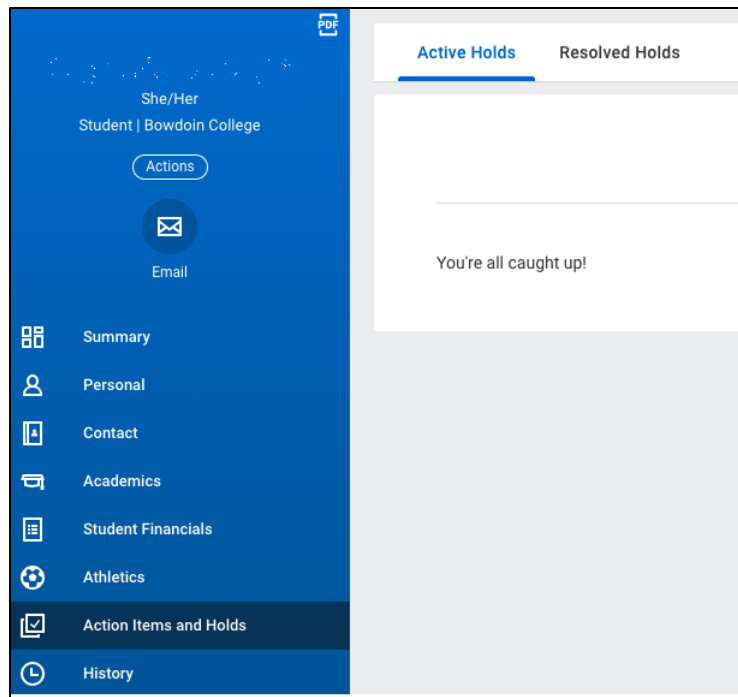 PDF
She/Her
Student | Bowdoin College
Actions
Email
Summary
Personal
Contact
Academics
Student Financials
Athletics
Action Items and Holds
History
Active Holds Resolved Holds
You're all caught up!